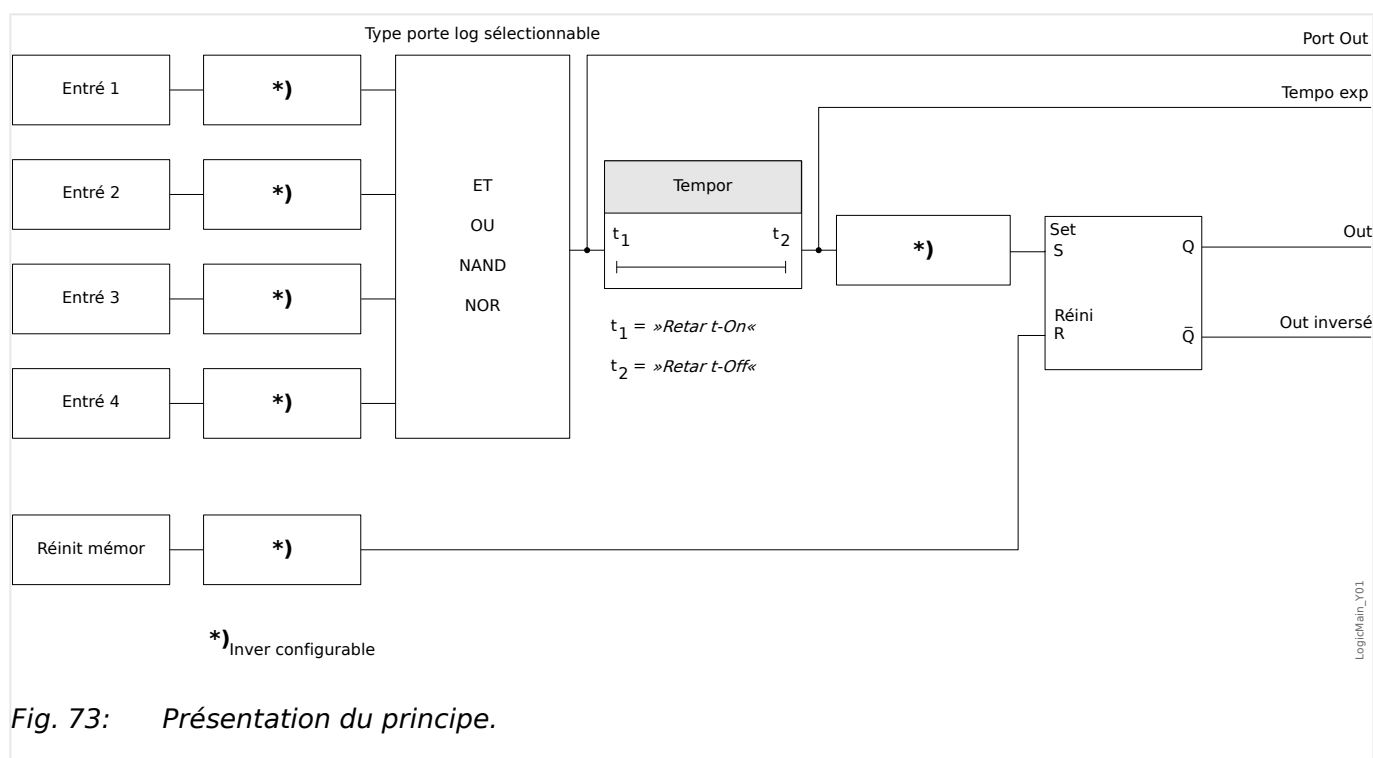 Type porte log sélectionnable
Port Out
Entré 1
*)
Tempo exp
Entré 2
*)
ET
OU
NAND
NOR
Tempor
t1
t2
*)
Set
S
Q
Out
Entré 3
*)
t1 = »Retar t-On«
t2 = »Retar t-Off«
Réini
R
Q̅
Out inversé
Entré 4
*)
Réinit mémor
*)
*)Inver configurable
LogicMain_Y01
Fig. 73: Présentation du principe.